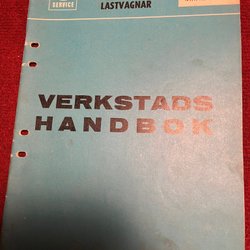 SERVICE
LASTVAGNAR
VERKSTADS
HANDBOK